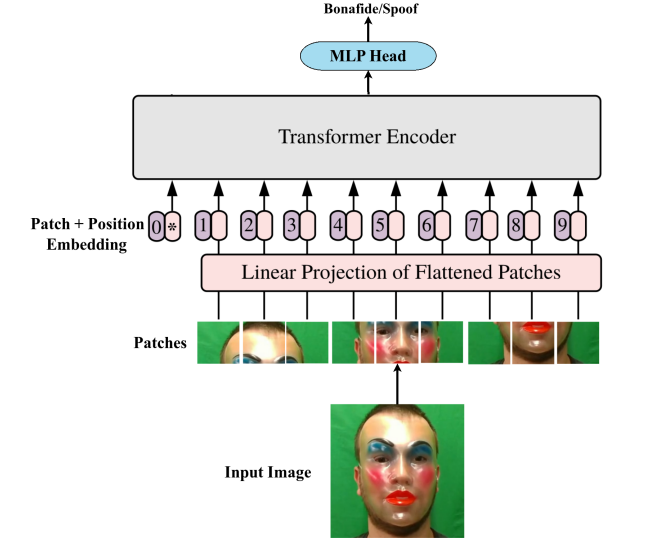 Bonafide/Spoof
MLP Head
Transformer Encoder
Patch + Position
Embedding
0 * 1 2 3 4 5 6 7 8 9
Linear Projection of Flattened Patches
Patches
Input Image